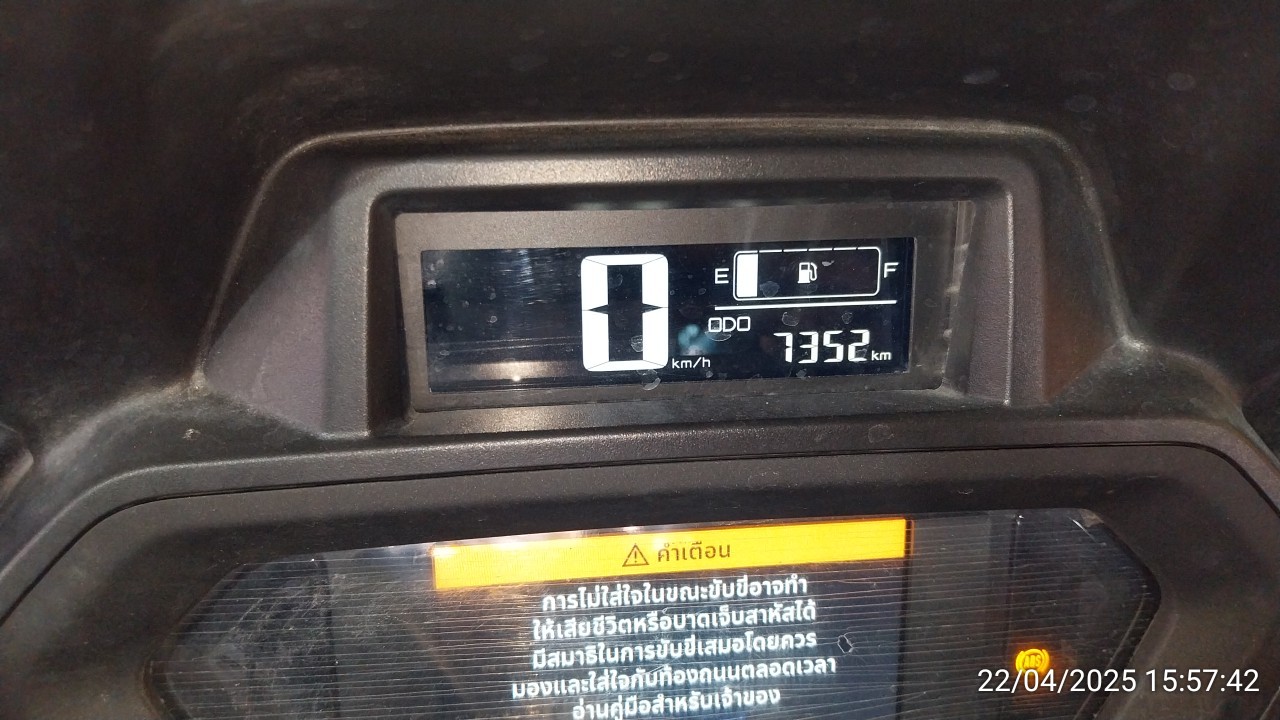 0
km/h
E F
ODO
7352 km
คำเตือน
การไม่ใส่ใจในขณะขับขี่อาจทำ
ให้เสียชีวิตหรือบาดเจ็บสาหัสได้
มีสมาธิในการขับขี่เสมอโดยควร
มองและใส่ใจกับท้องถนนตลอดเวลา
อ่านคู่มือสำหรับเจ้าของ
ABS
22/04/2025 15:57:42